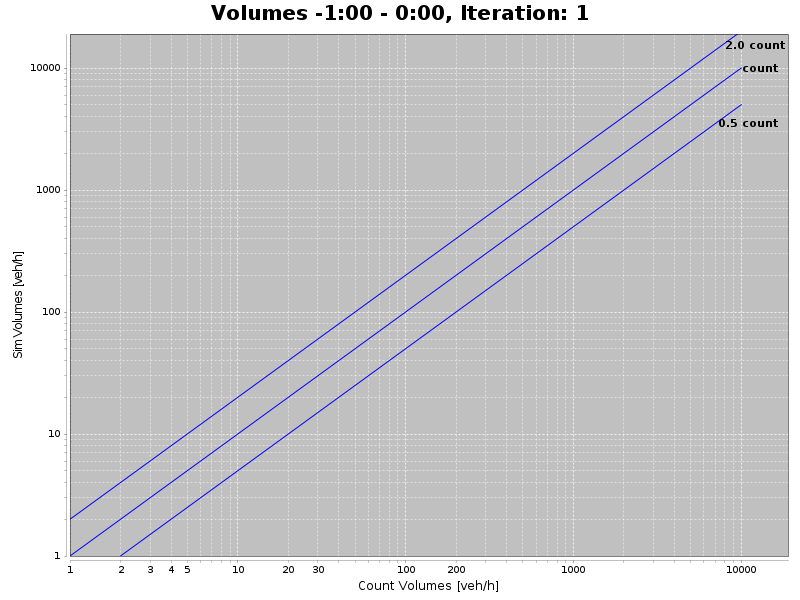 Volumes -1:00 - 0:00, Iteration: 1
2.0 count
10000
count
0.5 count
1000
Sim Volumes [veh/h]
100
10
1
1 2 3 4 5 10 20 30 100 200 1000 10000
Count Volumes [veh/h]